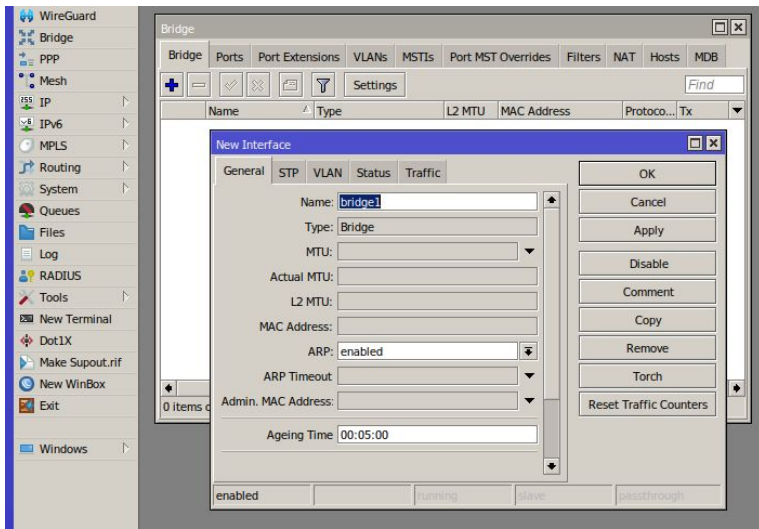 WireGuard
Bridge
PPP
Mesh
IP
IPv6
MPLS
Routing
System
Queues
Files
Log
RADIUS
Tools
New Terminal
Dot1X
Make Supout.rif
New WinBox
Exit
Windows
Bridge
Bridge Ports Port Extensions VLANs MSTIs Port MST Overrides Filters NAT Hosts MDB
Settings Find
Name Type L2 MTU MAC Address Protoco... Tx
0 items
New Interface
General STP VLAN Status Traffic
Name: bridge1
Type: Bridge
MTU:
Actual MTU:
L2 MTU:
MAC Address:
ARP: enabled
ARP Timeout
Admin. MAC Address:
Ageing Time 00:05:00
OK
Cancel
Apply
Disable
Comment
Copy
Remove
Torch
Reset Traffic Counters
enabled running slave passthrough